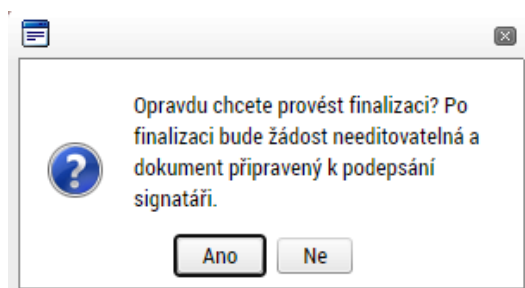 Opravdu chcete provést finalizaci? Po
finalizaci bude žádost needitovatelná a
dokument připravený k podepsání
signatáři.
Ano
Ne